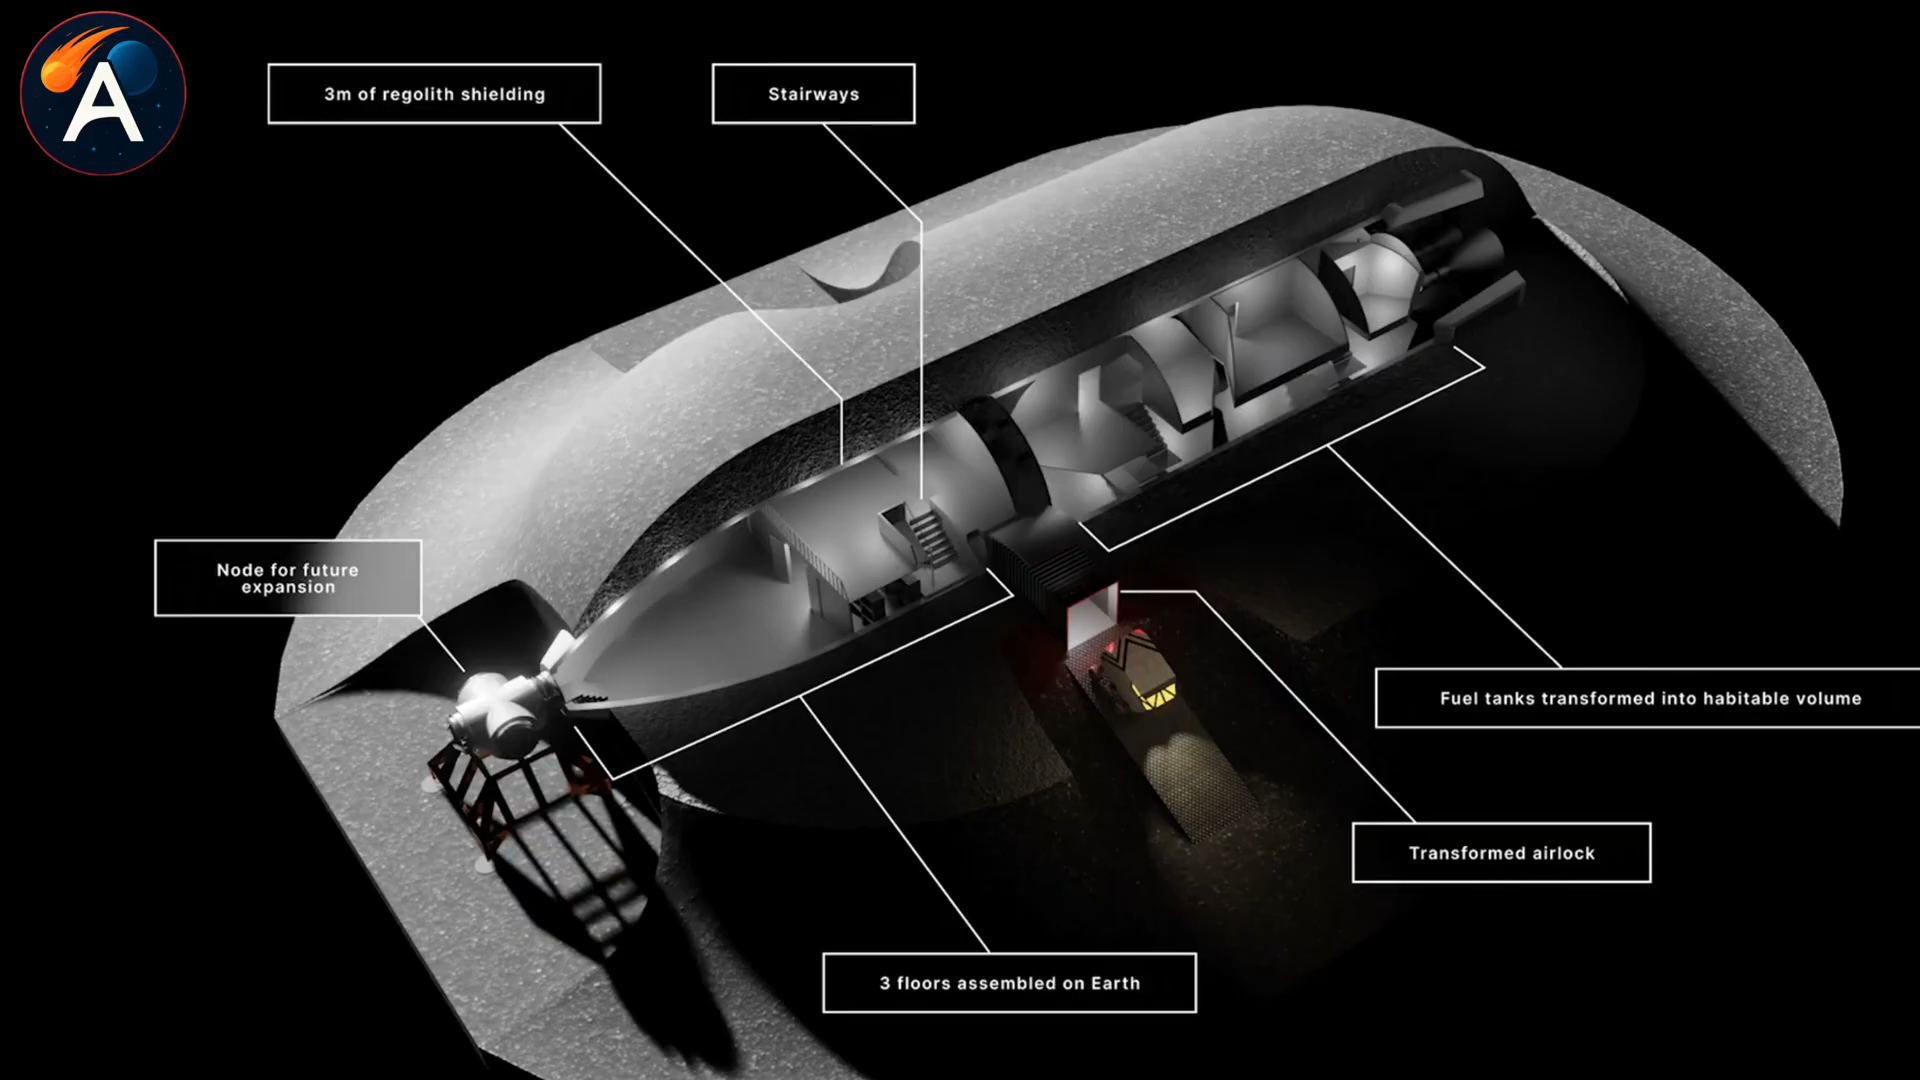 A
3m of regolith shielding
Stairways
Node for future
expansion
Fuel tanks transformed into habitable volume
Transformed airlock
3 floors assembled on Earth